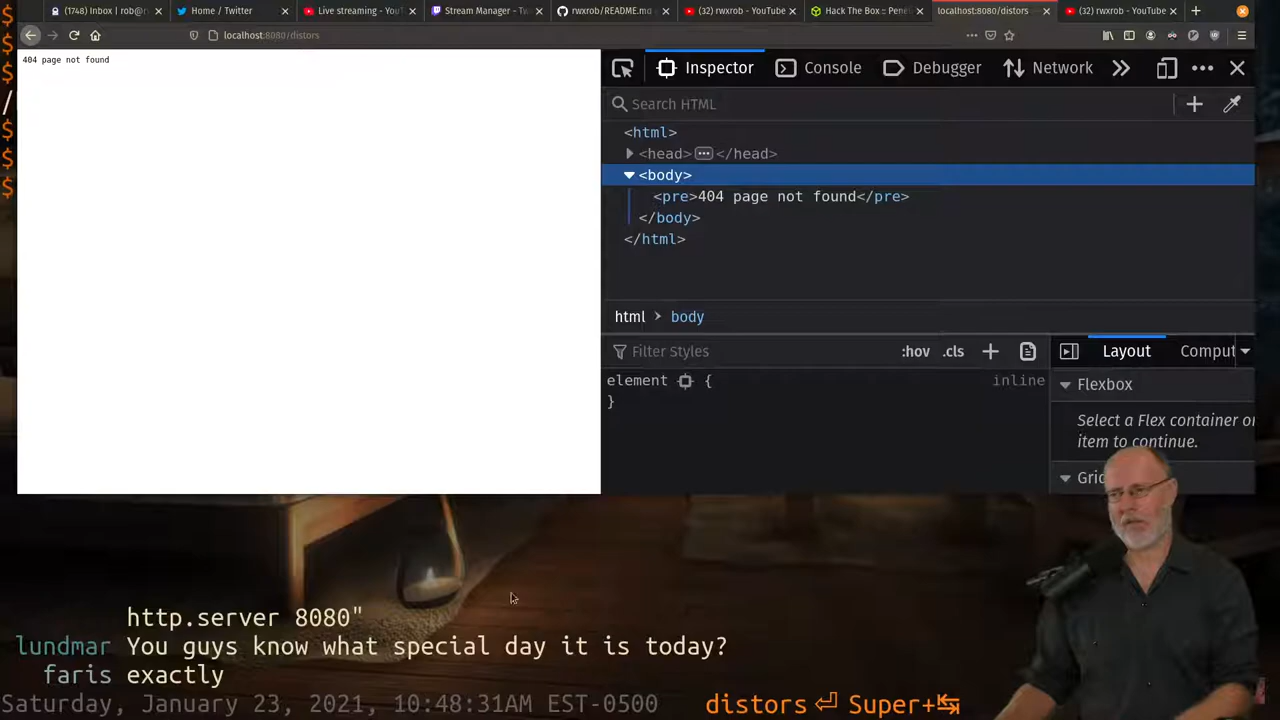 (1748) Inbox | rob@r
Home / Twitter
Live streaming - YouT
Stream Manager - Tw
rwxrob/README.md
(32) rwxrob - YouTube
Hack The Box :: Penet
localhost:8080/distors
(32) rwxrob - YouTube
localhost:8080/distors
404 page not found
Inspector Console Debugger Network
Search HTML
<html>
<head> ••• </head>
<body>
<pre>404 page not found</pre>
</body>
</html>
html > body
Filter Styles :hov .cls + Layout Comput
element { inline
}
Flexbox
Select a Flex container or
item to continue.
Grid
$
$
$
/
$
$
$
http.server 8080"
lundmar You guys know what special day it is today?
faris exactly
Saturday, January 23, 2021, 10:48:31AM EST-0500 distors⏎ Super+↹